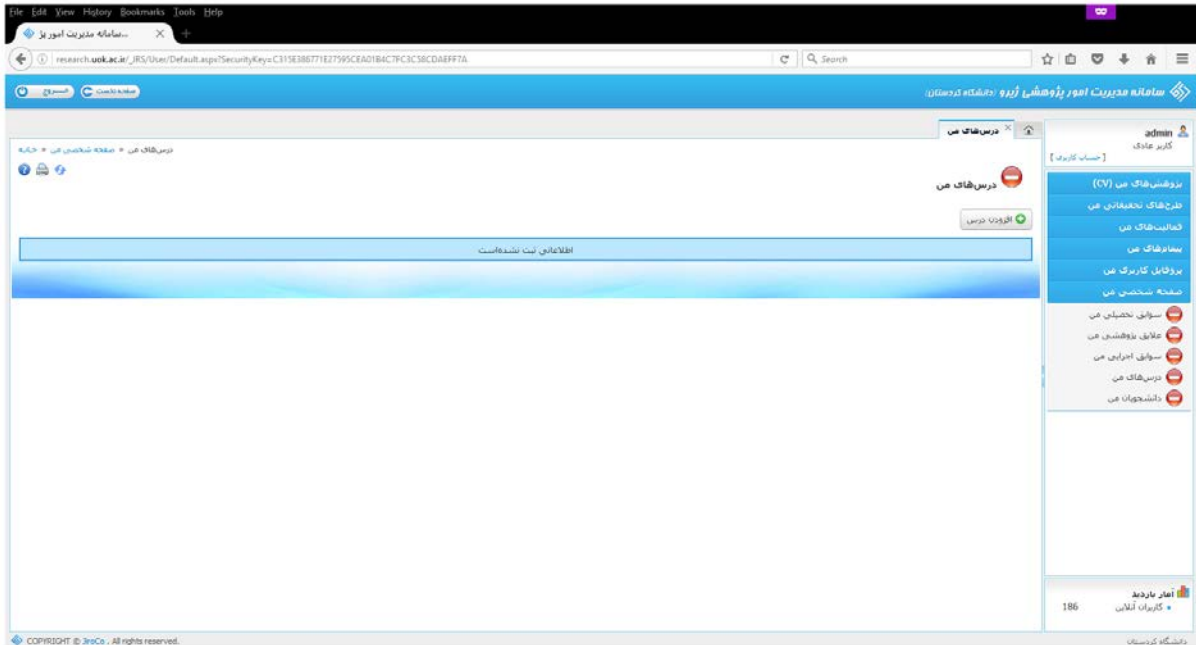 File Edit View History Bookmarks Tools Help
سامانه مدیریت امور پژ...
research.uok.ac.ir/_JRS/User/Default.aspx?SecurityKey=C315E386771E27595CEA01B4C7FC3C58CDAEFF7A
Search
سامانه مدیریت امور پژوهشی ژیرو (دانشگاه کردستان)
صفحه نخست
خروج
admin
کاربر عادی
[حساب کاربری]
پژوهش‌های من (CV)
طرح‌های تحقیقاتی من
فعالیت‌های من
پیام‌های من
پروفایل کاربری من
صفحه شخصی من
سوابق تحصیلی من
علایق پژوهشی من
سوابق اجرایی من
درس‌های من
دانشجویان من
آمار بازدید
کاربران آنلاین 186
درس‌های من
خانه » صفحه شخصی من » درس‌های من
درس‌های من
افزودن درس
اطلاعاتی ثبت نشده‌است
دانشگاه کردستان
COPYRIGHT © JiroCo . All rights reserved.